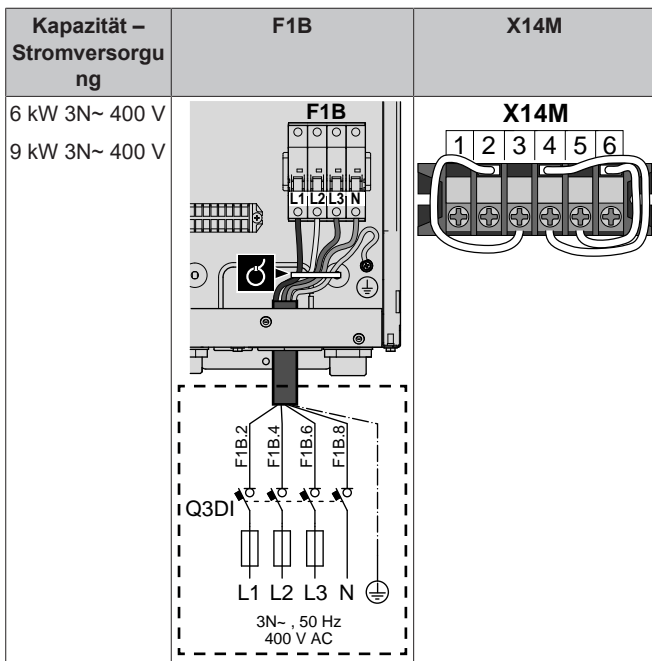 Kapazität –
Stromversorgu
ng
F1B
X14M
6 kW 3N~ 400 V
9 kW 3N~ 400 V
F1B
L1 L2 L3 N
X14M
1 2 3 4 5 6
F1B.2
F1B.4
F1B.6
F1B.8
Q3DI
L1 L2 L3 N
3N~ , 50 Hz
400 V AC